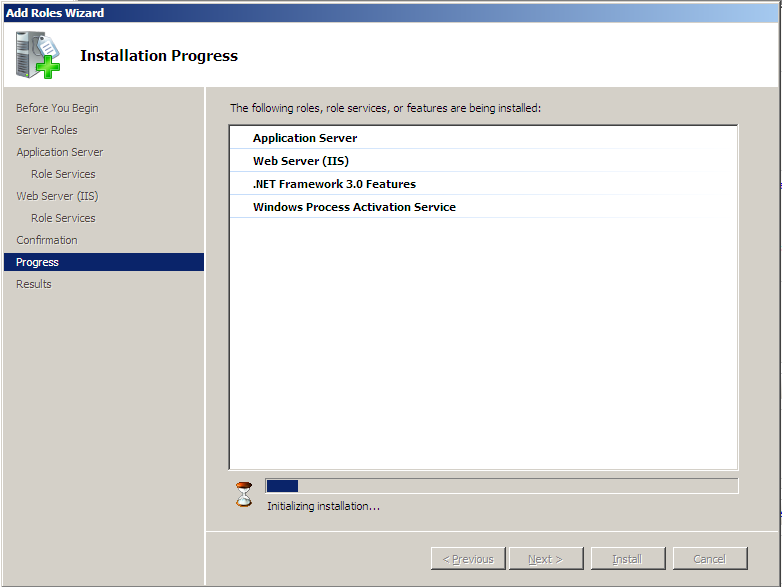 Add Roles Wizard
Installation Progress
Before You Begin
Server Roles
Application Server
Role Services
Web Server (IIS)
Role Services
Confirmation
Progress
Results
The following roles, role services, or features are being installed:
Application Server
Web Server (IIS)
.NET Framework 3.0 Features
Windows Process Activation Service
Initializing installation...
< Previous
Next >
Install
Cancel